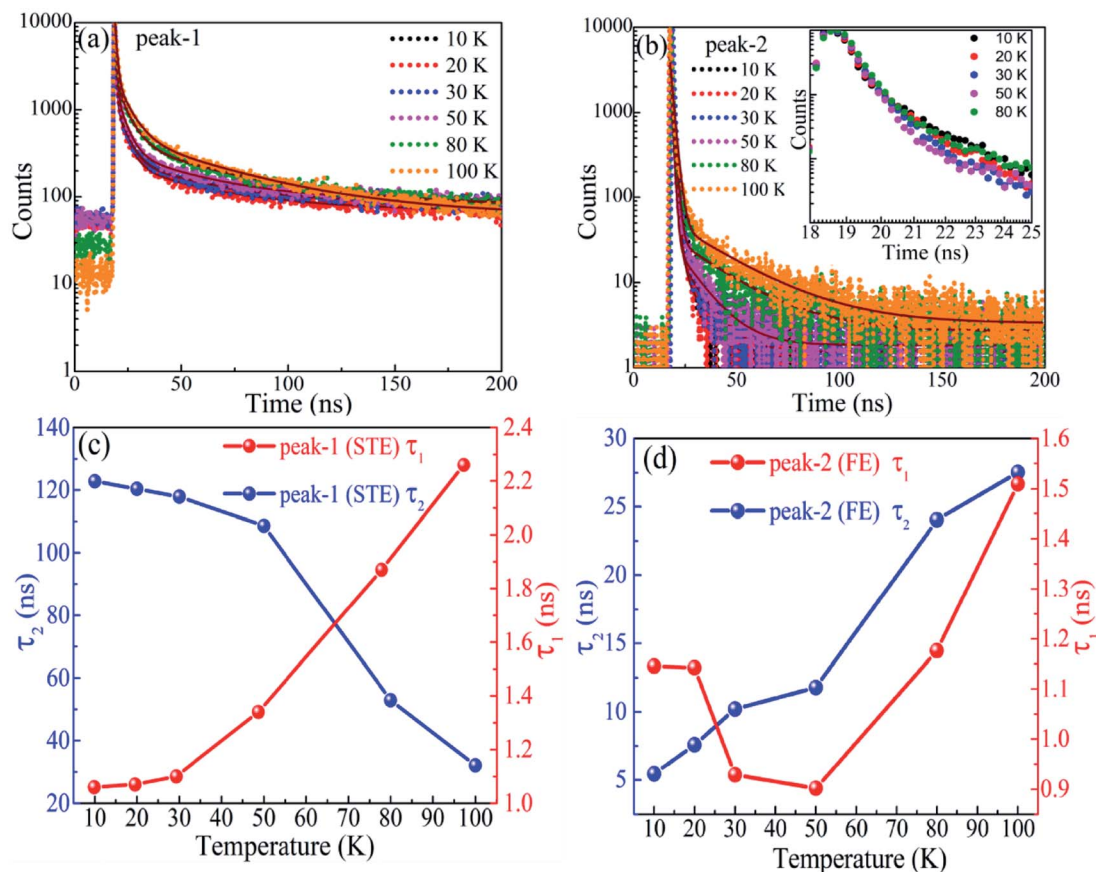 (a) peak-1
10 K
20 K
30 K
50 K
80 K
100 K
10000
1000
100
10
1
Counts
0 50 100 150 200
Time (ns)
(b) peak-2
10 K
20 K
30 K
50 K
80 K
100 K
10000
1000
100
10
1
Counts
0 50 100 150 200
Time (ns)
10 K
20 K
30 K
50 K
80 K
Counts
18 19 20 21 22 23 24 25
Time (ns)
(c)
peak-1 (STE) τ1
peak-1 (STE) τ2
140
120
100
80
60
40
20
τ2 (ns)
2.4
2.2
2.0
1.8
1.6
1.4
1.2
1.0
τ1 (ns)
10 20 30 40 50 60 70 80 90 100
Temperature (K)
(d)
peak-2 (FE) τ1
peak-2 (FE) τ2
30
25
20
15
10
5
τ2 (ns)
1.6
1.5
1.4
1.3
1.2
1.1
1.0
0.9
τ1 (ns)
10 20 30 40 50 60 70 80 90 100
Temperature (K)